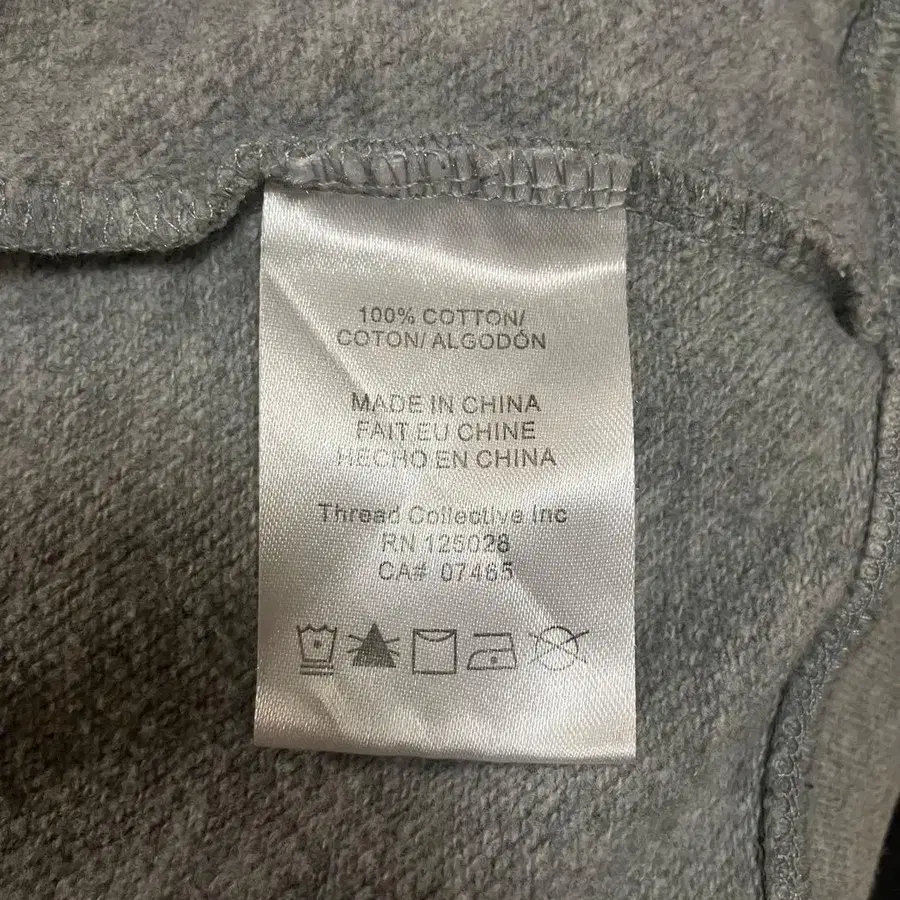 100% COTTON/
COTON/ ALGODÓN
MADE IN CHINA
FAIT EU CHINE
HECHO EN CHINA
Thread Collective Inc
RN 125028
CA# 07465